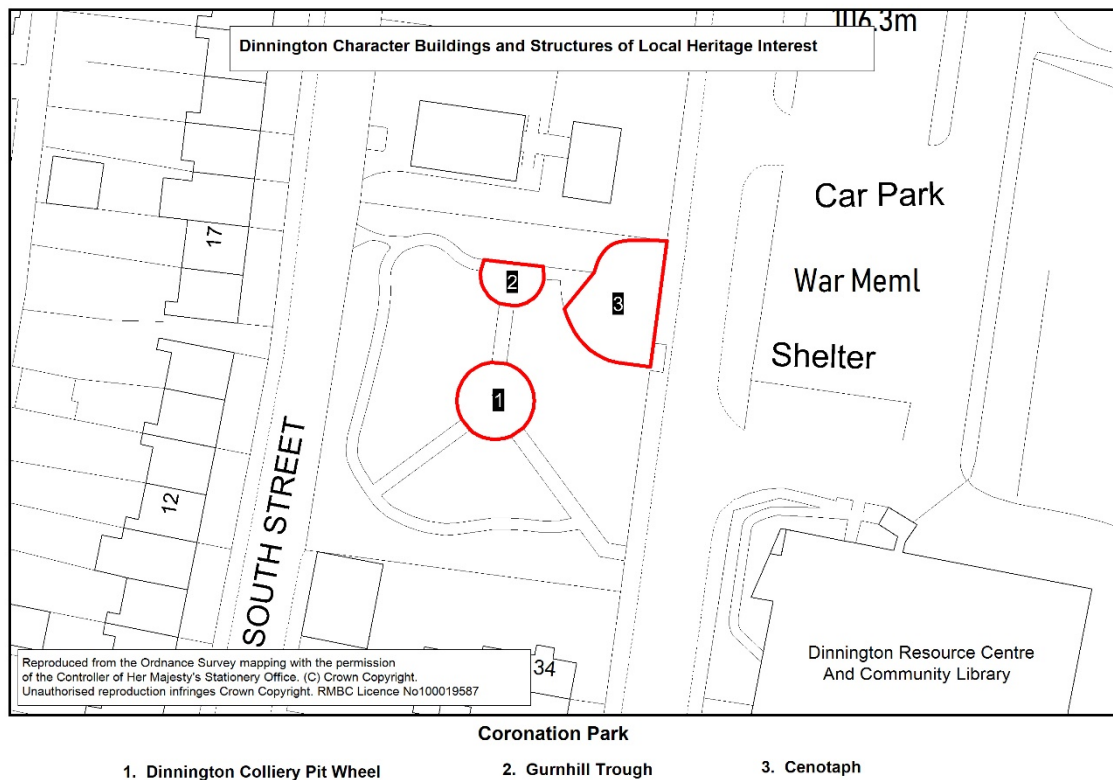 106.3m
Dinnington Character Buildings and Structures of Local Heritage Interest
Car Park
17
2
War Meml
3
Shelter
1
12
SOUTH STREET
Dinnington Resource Centre
And Community Library
34
Reproduced from the Ordnance Survey mapping with the permission
of the Controller of Her Majesty's Stationery Office. (C) Crown Copyright.
Unauthorised reproduction infringes Crown Copyright. RMBC Licence No100019587
Coronation Park
1. Dinnington Colliery Pit Wheel
2. Gurnhill Trough
3. Cenotaph